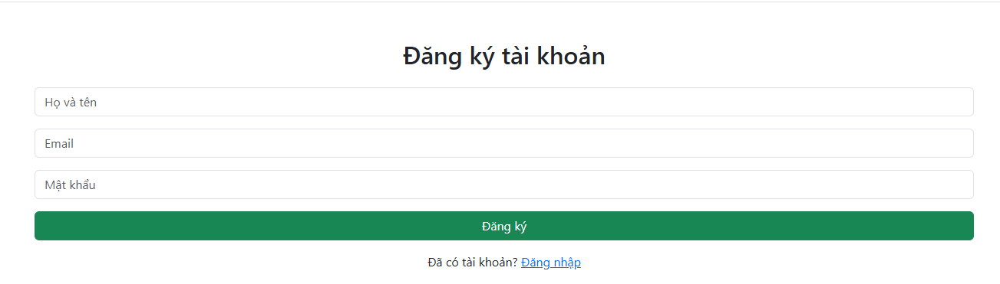 Đăng ký tài khoản
Họ và tên
Email
Mật khẩu
Đăng ký
Đã có tài khoản? Đăng nhập